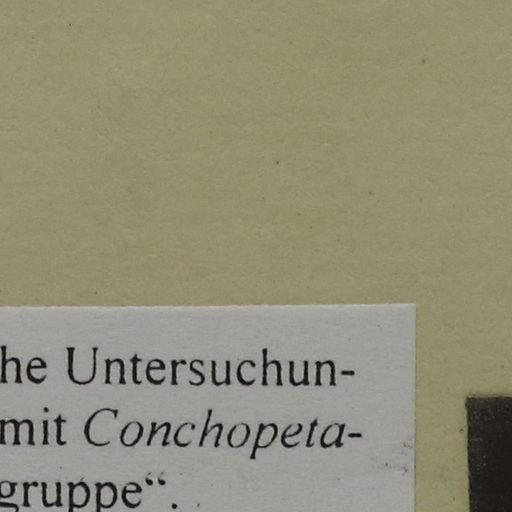 he Untersuchun-
mit Conchopeta-
gruppe“.